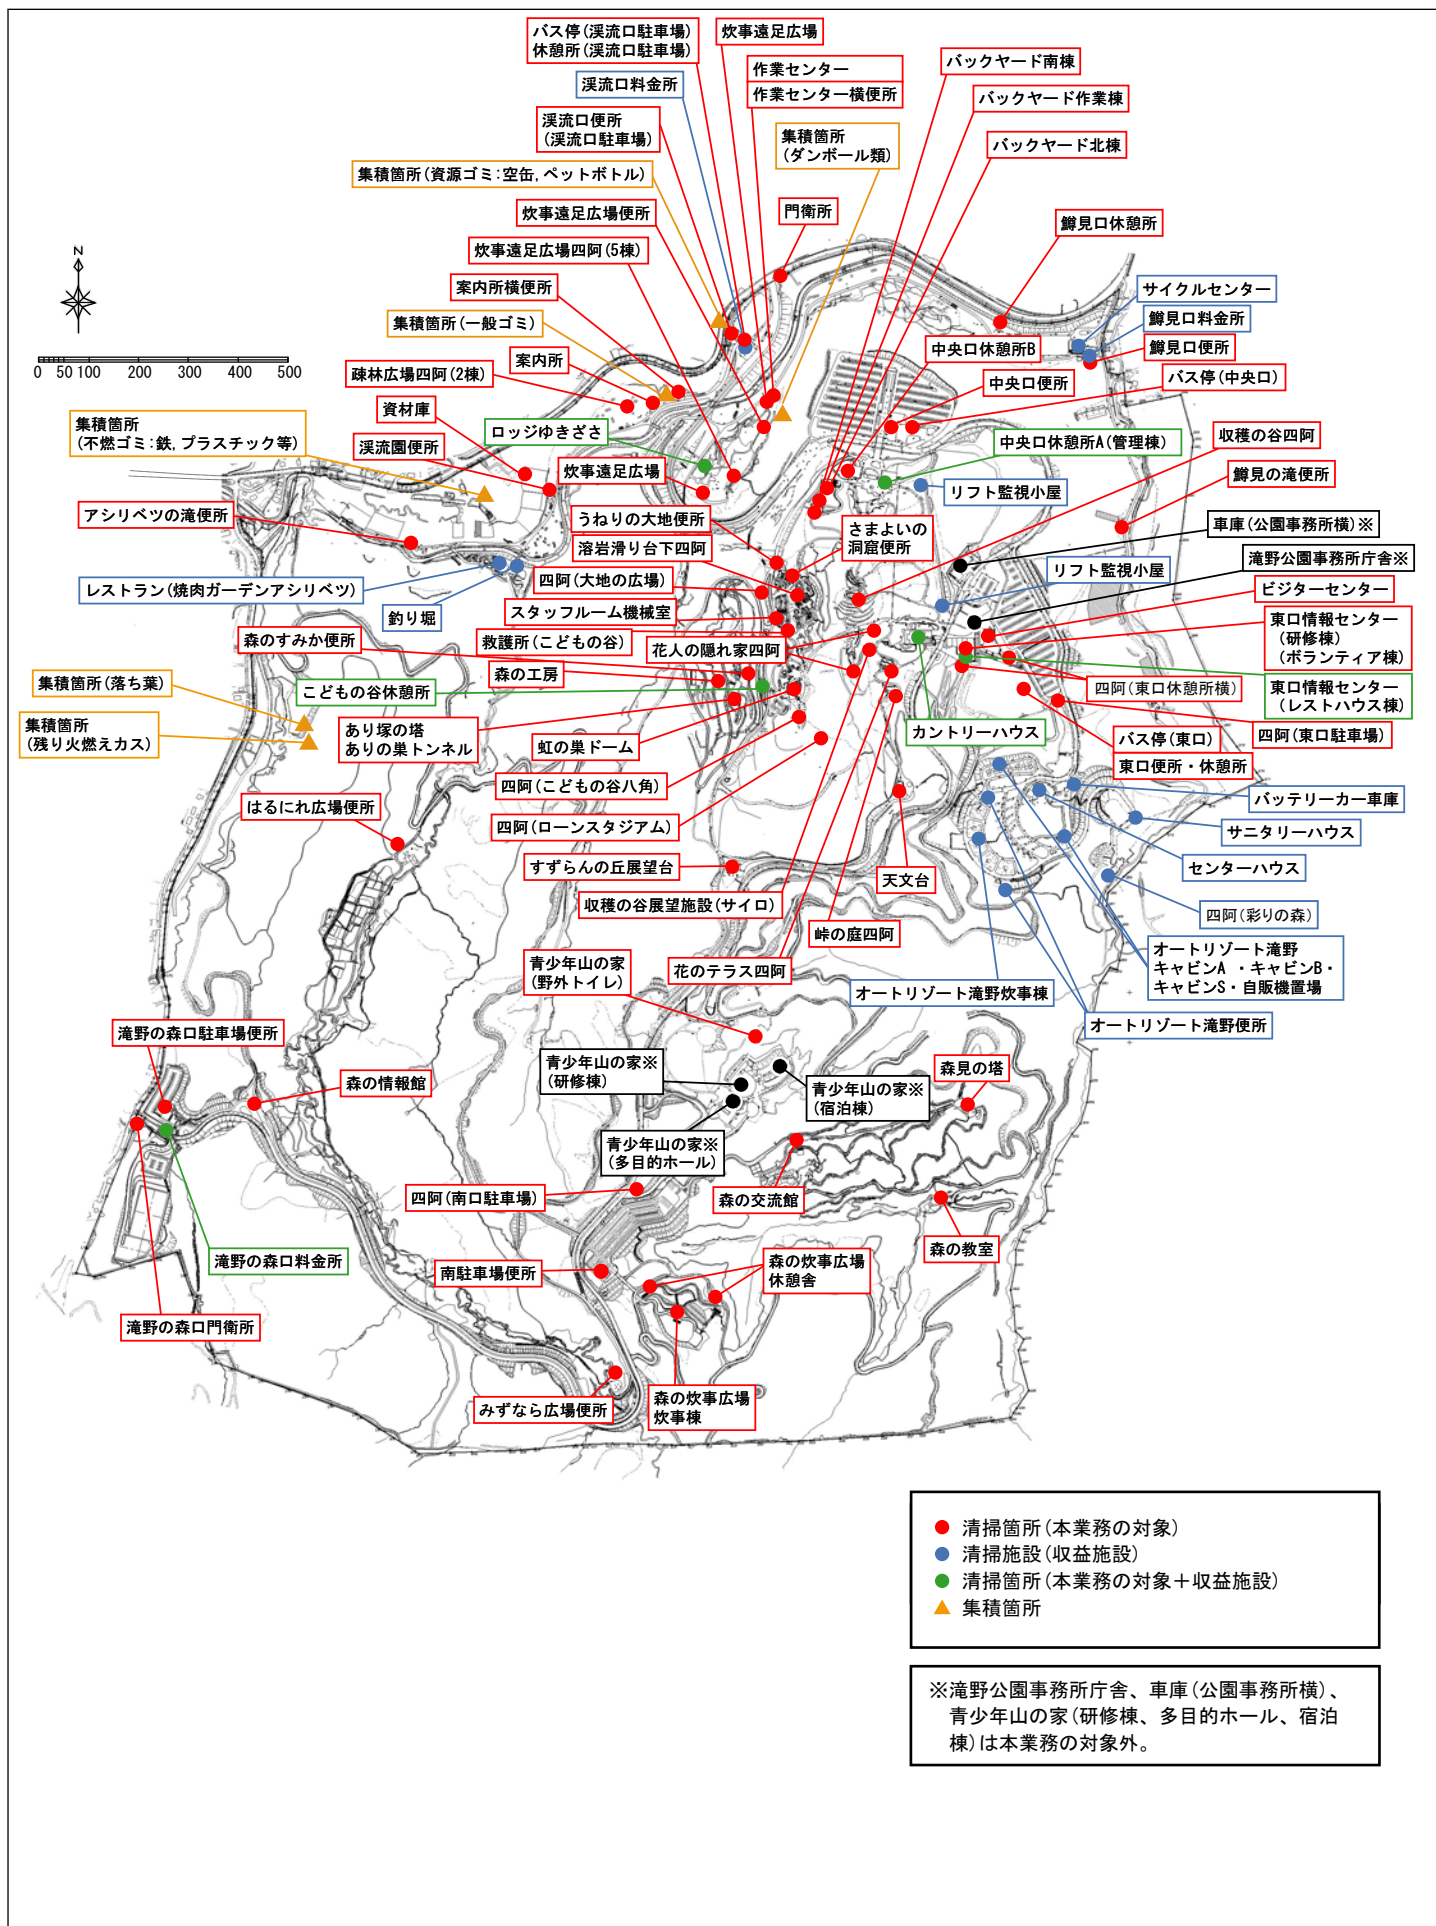 バス停(渓流口駐車場)
休憩所(渓流口駐車場)
炊事遠足広場
渓流口料金所
作業センター
作業センター横便所
バックヤード南棟
バックヤード作業棟
バックヤード北棟
渓流口便所
(渓流口駐車場)
集積箇所
(ダンボール類)
集積箇所(資源ゴミ:空缶,ペットボトル)
炊事遠足広場便所
門衛所
鱒見口休憩所
炊事遠足広場四阿(5棟)
案内所横便所
集積箇所(一般ゴミ)
案内所
疎林広場四阿(2棟)
資材庫
サイクルセンター
鱒見口料金所
鱒見口便所
中央口休憩所B
中央口便所
バス停(中央口)
N
0 50 100 200 300 400 500
集積箇所
(不燃ゴミ:鉄,プラスチック等)
渓流園便所
ロッジゆきざさ
炊事遠足広場
中央口休憩所A(管理棟)
収穫の谷四阿
鱒見の滝便所
リフト監視小屋
アシリベツの滝便所
うねりの大地便所
溶岩滑り台下四阿
さまよいの
洞窟便所
車庫(公園事務所横)※
滝野公園事務所庁舎※
レストラン(焼肉ガーデンアシリベツ)
釣り堀
四阿(大地の広場)
スタッフルーム機械室
救護所(こどもの谷)
リフト監視小屋
ビジターセンター
東口情報センター
(研修棟)
(ボランティア棟)
森のすみか便所
花人の隠れ家四阿
森の工房
集積箇所(落ち葉)
こどもの谷休憩所
四阿(東口休憩所横)
東口情報センター
(レストハウス棟)
集積箇所
(残り火燃えカス)
あり塚の塔
ありの巣トンネル
虹の巣ドーム
カントリーハウス
バス停(東口)
四阿(東口駐車場)
東口便所・休憩所
四阿(こどもの谷八角)
はるにれ広場便所
四阿(ローンスタジアム)
バッテリーカー車庫
サニタリーハウス
センターハウス
すずらんの丘展望台
天文台
収穫の谷展望施設(サイロ)
四阿(彩りの森)
峠の庭四阿
花のテラス四阿
青少年山の家
(野外トイレ)
オートリゾート滝野
キャビンA ・キャビンB・
キャビンS・自販機置場
オートリゾート滝野炊事棟
オートリゾート滝野便所
滝野の森口駐車場便所
青少年山の家※
(研修棟)
青少年山の家※
(宿泊棟)
森見の塔
森の情報館
青少年山の家※
(多目的ホール)
四阿(南口駐車場)
森の交流館
森の教室
滝野の森口料金所
南駐車場便所
森の炊事広場
休憩舎
滝野の森口門衛所
みずなら広場便所
森の炊事広場
炊事棟
清掃箇所(本業務の対象)
清掃施設(収益施設)
清掃箇所(本業務の対象+収益施設)
集積箇所
※滝野公園事務所庁舎、車庫(公園事務所横)、
青少年山の家(研修棟、多目的ホール、宿泊
棟)は本業務の対象外。